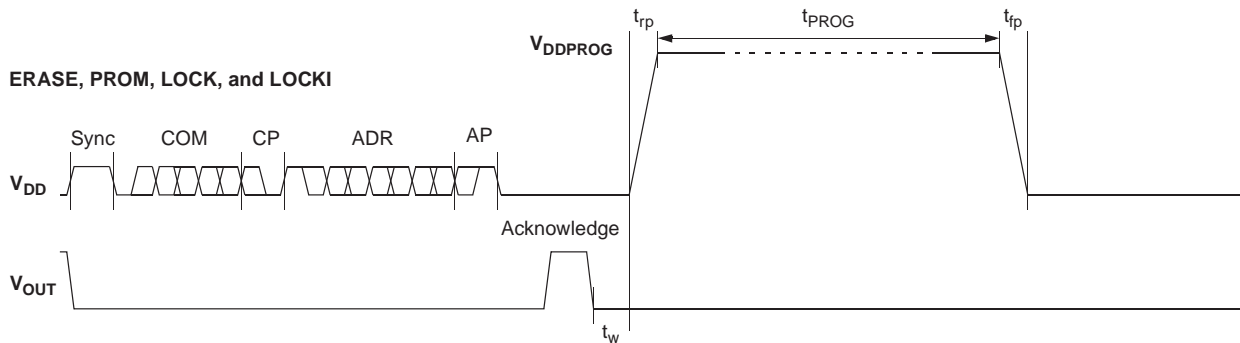 t_rp t_PROG t_fp
V_DDPROG
ERASE, PROM, LOCK, and LOCKI
Sync COM CP ADR AP
V_DD
Acknowledge
V_OUT
t_w